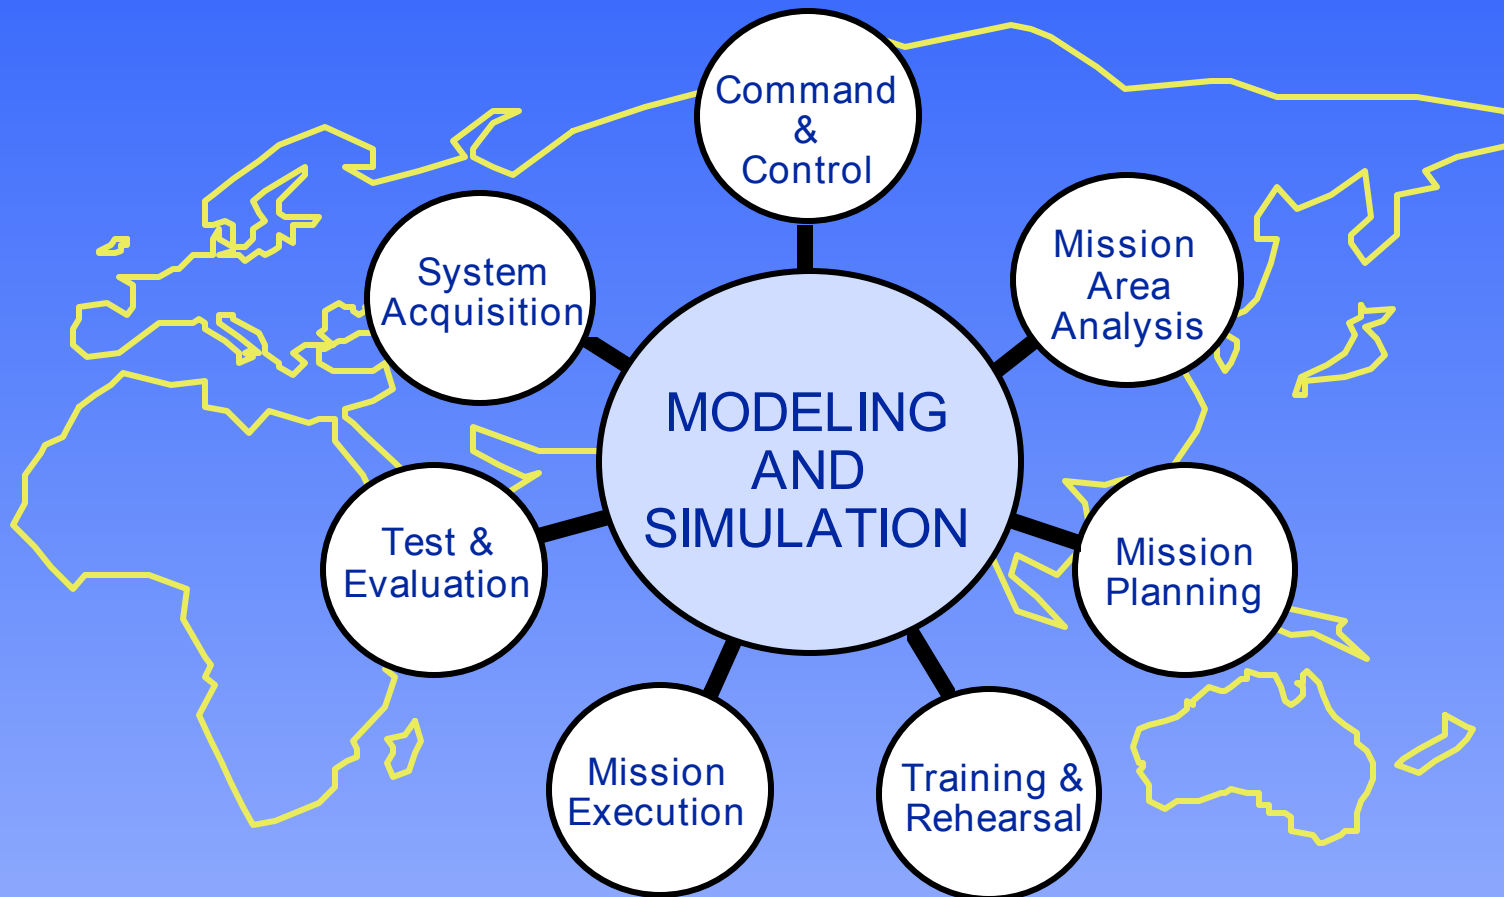 Command
&
Control
System
Acquisition
Mission
Area
Analysis
MODELING
AND
SIMULATION
Test &
Evaluation
Mission
Planning
Mission
Execution
Training &
Rehearsal